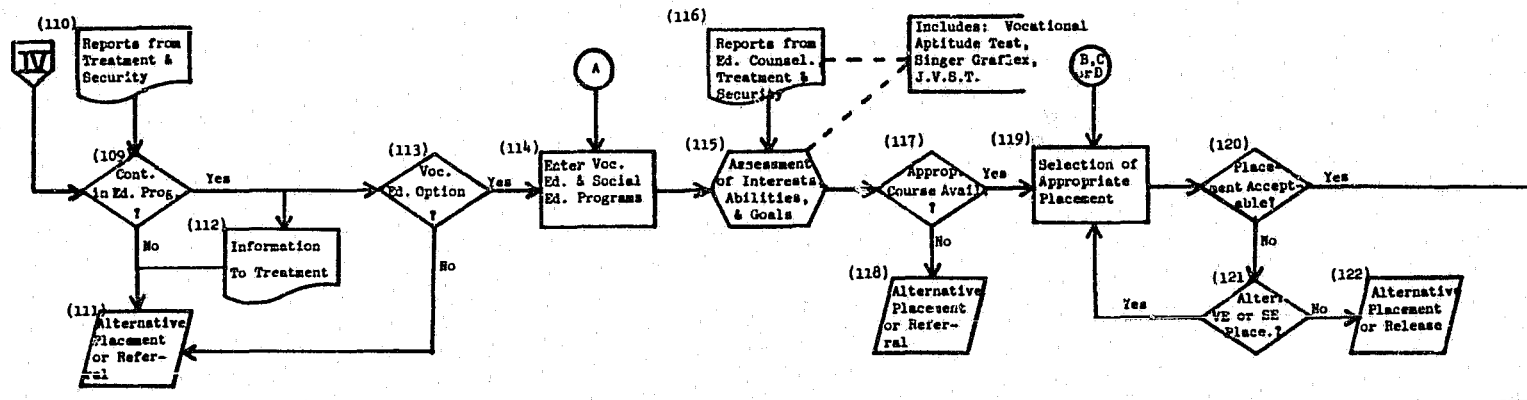 IV
(110)
Reports from
Treatment &
Security
(109)
Cont.
in Ed. Prog.
?
Yes
No
(112)
Information
To Treatment
(111)
Alternative
Placement
or Refer-
ral
(113)
Voc.
Ed. Option
?
Yes
No
A
(114)
Enter Voc.
Ed. & Social
Ed. Programs
(116)
Reports from
Ed. Counsel.
Treatment &
Security
Includes: Vocational
Aptitude Test,
Singer Graflex,
J.V.S.T.
(115)
Assessment
of Interests
Abilities,
& Goals
(117)
Approp.
Course Avail
?
Yes
No
(118)
Alternative
Placement
or Refer-
ral
B,C
orD
(119)
Selection of
Appropriate
Placement
(120)
Place-
ment Accept-
able?
Yes
No
(121
Alter.
VE or SE
Place.?
Yes
No
(122)
Alternative
Placement
or Release